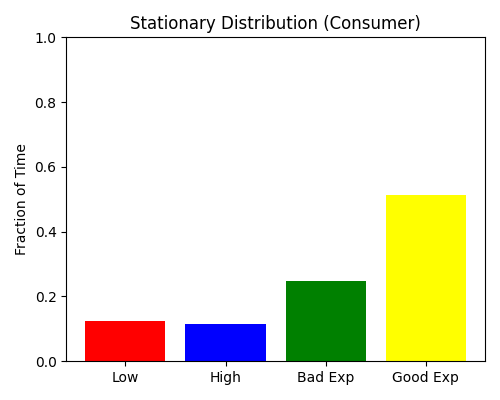 Stationary Distribution (Consumer)
Fraction of Time
1.0
0.8
0.6
0.4
0.2
0.0
Low High Bad Exp Good Exp